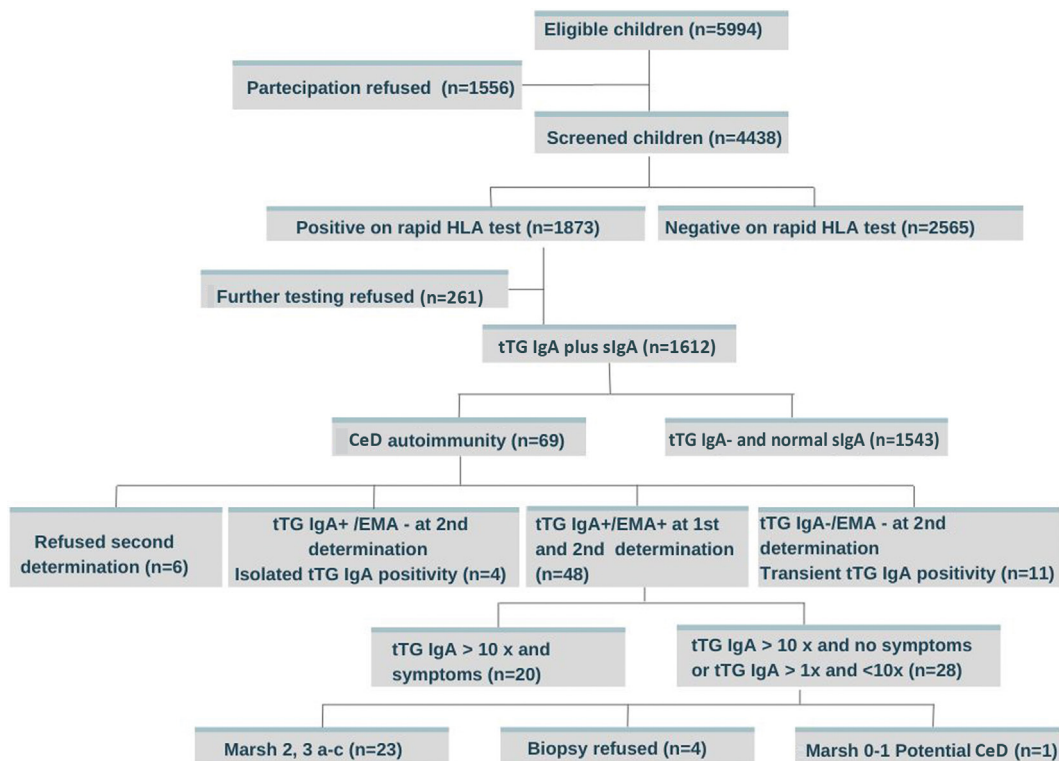 Eligible children (n=5994)
Partecipation refused (n=1556)
Screened children (n=4438)
Positive on rapid HLA test (n=1873)
Negative on rapid HLA test (n=2565)
Further testing refused (n=261)
tTG IgA plus sIgA (n=1612)
CeD autoimmunity (n=69)
tTG IgA- and normal sIgA (n=1543)
Refused second
determination (n=6)
tTG IgA+ /EMA - at 2nd
determination
Isolated tTG IgA positivity (n=4)
tTG IgA+/EMA+ at 1st
and 2nd determination
(n=48)
tTG IgA-/EMA - at 2nd
determination
Transient tTG IgA positivity (n=11)
tTG IgA > 10 x and
symptoms (n=20)
tTG IgA > 10 x and no symptoms
or tTG IgA > 1x and <10x (n=28)
Marsh 2, 3 a-c (n=23)
Biopsy refused (n=4)
Marsh 0-1 Potential CeD (n=1)